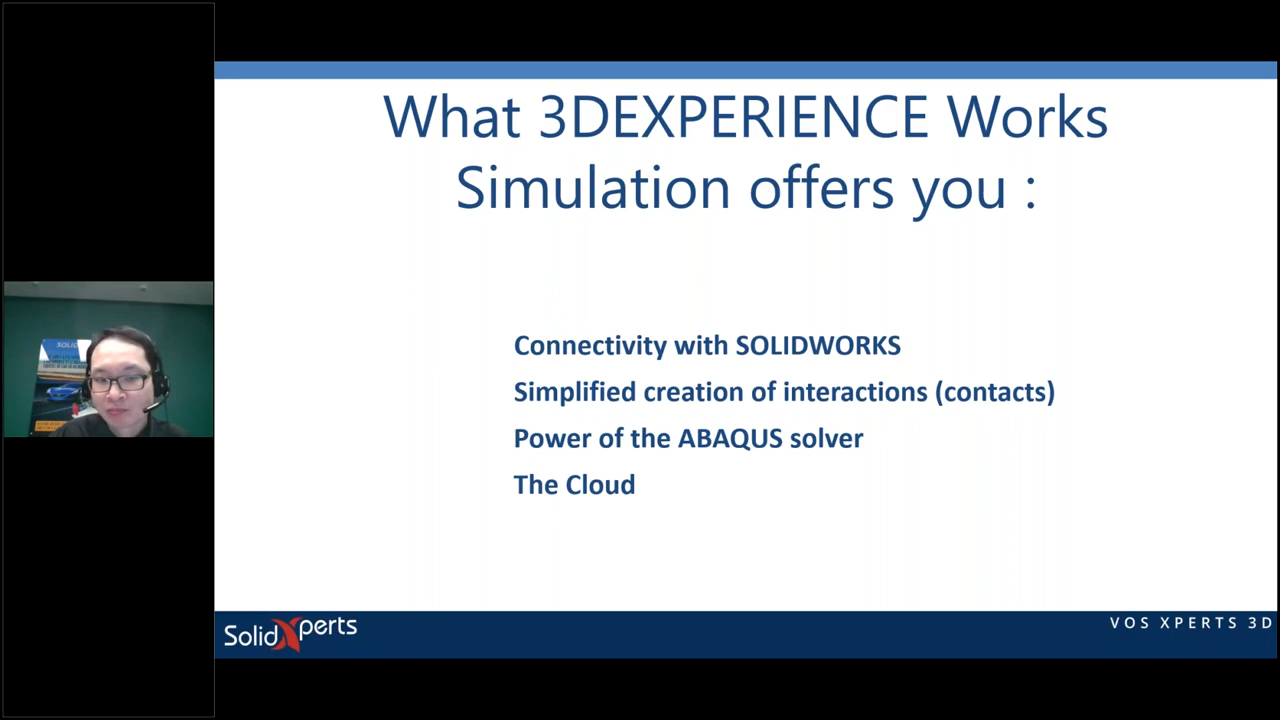 What 3DEXPERIENCE Works
Simulation offers you :
Connectivity with SOLIDWORKS
Simplified creation of interactions (contacts)
Power of the ABAQUS solver
The Cloud
SolidXperts
VOS XPERTS 3D